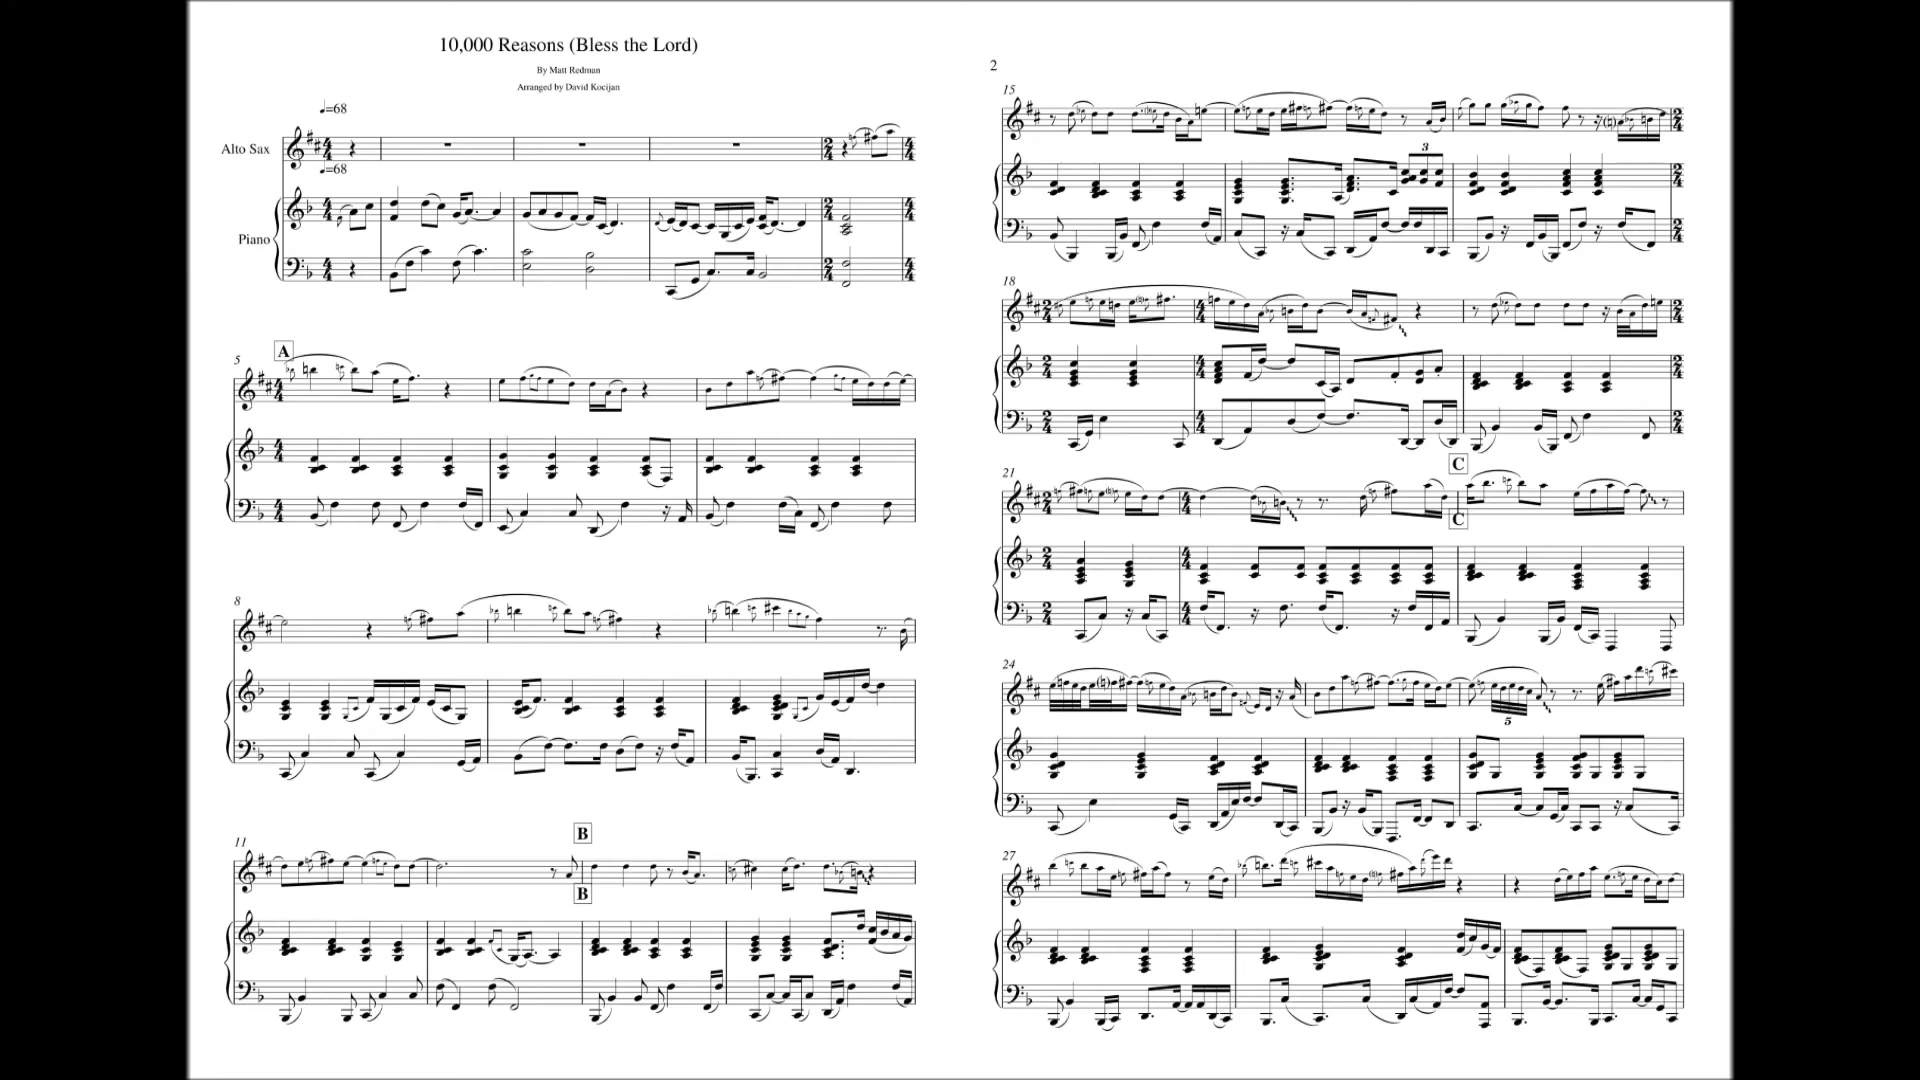 10,000 Reasons (Bless the Lord)
By Matt Redman
Arranged by David Kocijan
=68
Alto Sax
=68
Piano
5
A
8
11
B
B
2
15
3
18
21
C
C
24
5
27